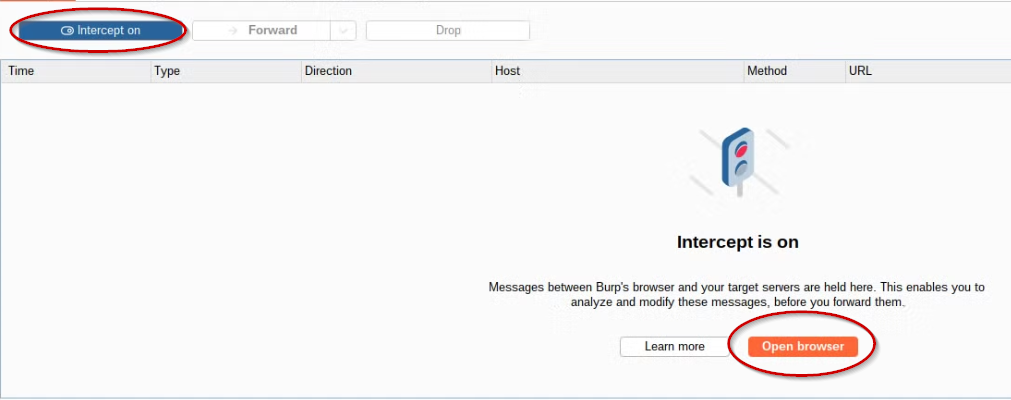 Intercept on
Forward
Drop
Time Type Direction Host Method URL
Intercept is on
Messages between Burp's browser and your target servers are held here. This enables you to
analyze and modify these messages, before you forward them.
Learn more
Open browser